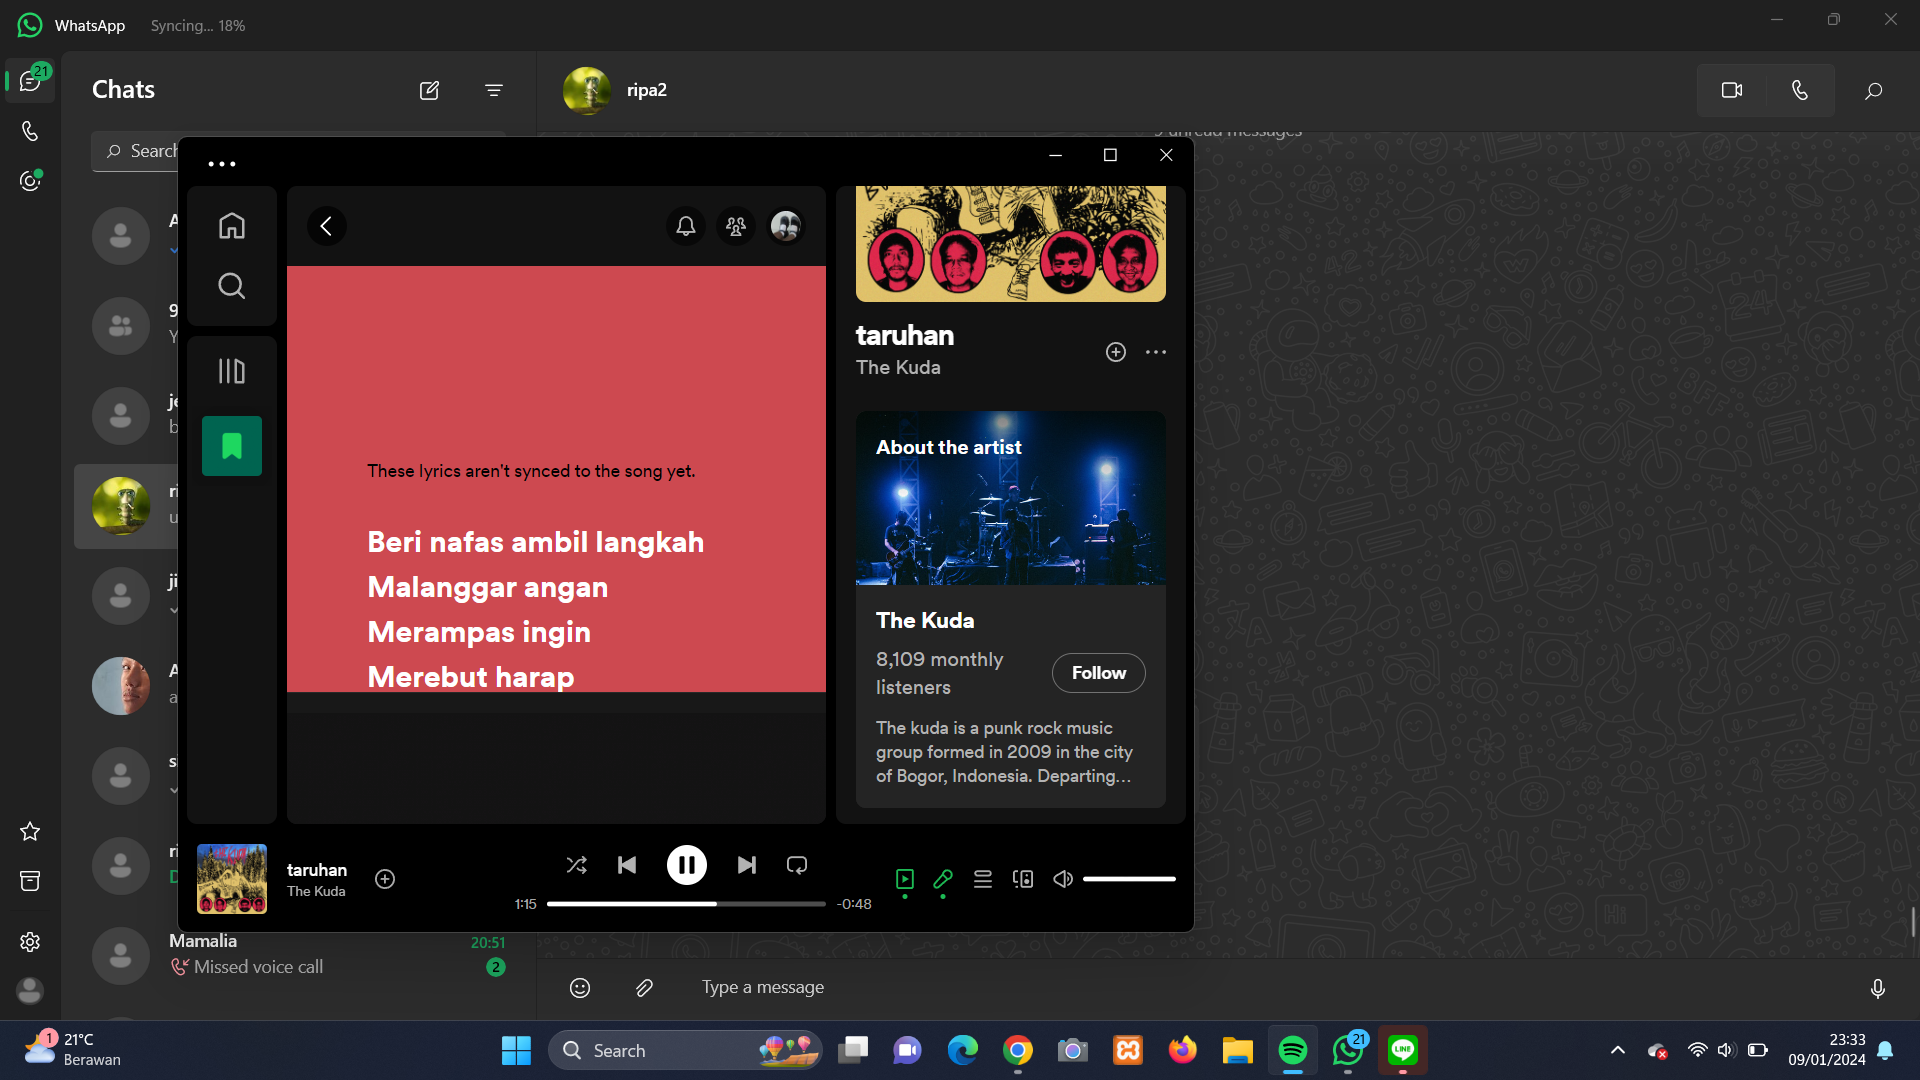 WhatsApp Syncing... 18%
21
Chats
ripa2
9 unread messages
Search
taruhan
The Kuda
These lyrics aren't synced to the song yet.
Beri nafas ambil langkah
Malanggar angan
Merampas ingin
Merebut harap
About the artist
The Kuda
8,109 monthly
listeners
Follow
The kuda is a punk rock music
group formed in 2009 in the city
of Bogor, Indonesia. Departing...
taruhan
The Kuda
1:15
-0:48
Mamalia
20:51
Missed voice call
2
Type a message
1
21°C
Berawan
Search
21
LINE
23:33
09/01/2024